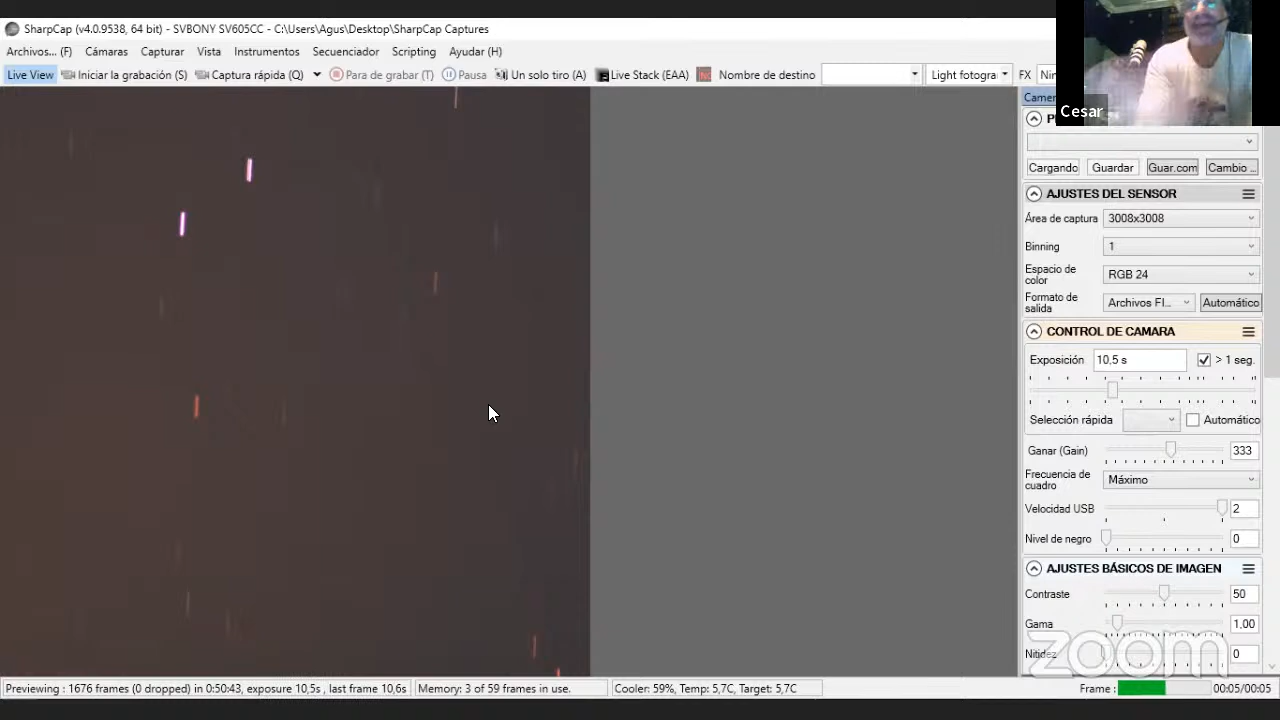 SharpCap (v4.0.9538, 64 bit) - SVBONY SV605CC - C:\Users\Agus\Desktop\SharpCap Captures
Archivos... (F) Cámaras Capturar Vista Instrumentos Secuenciador Scripting Ayudar (H)
Live View Iniciar la grabación (S) Captura rápida (Q) Para de grabar (T) Pausa Un solo tiro (A) Live Stack (EAA) Nombre de destino Light fotogra FX Nin
Cesar
Camer
Cargando Guardar Guar.com Cambio ..
AJUSTES DEL SENSOR
Área de captura 3008x3008
Binning 1
Espacio de color RGB 24
Formato de salida Archivos FI... Automático
CONTROL DE CAMARA
Exposición 10,5 s > 1 seg.
Selección rápida Automático
Ganar (Gain) 333
Frecuencia de cuadro Máximo
Velocidad USB 2
Nivel de negro 0
AJUSTES BÁSICOS DE IMAGEN
Contraste 50
Gama 1,00
Nitidez 0
zoom
Previewing : 1676 frames (0 dropped) in 0:50:43, exposure 10,5s , last frame 10,6s Memory: 3 of 59 frames in use. Cooler: 59%, Temp: 5,7C, Target: 5,7C Frame : 00:05/00:05